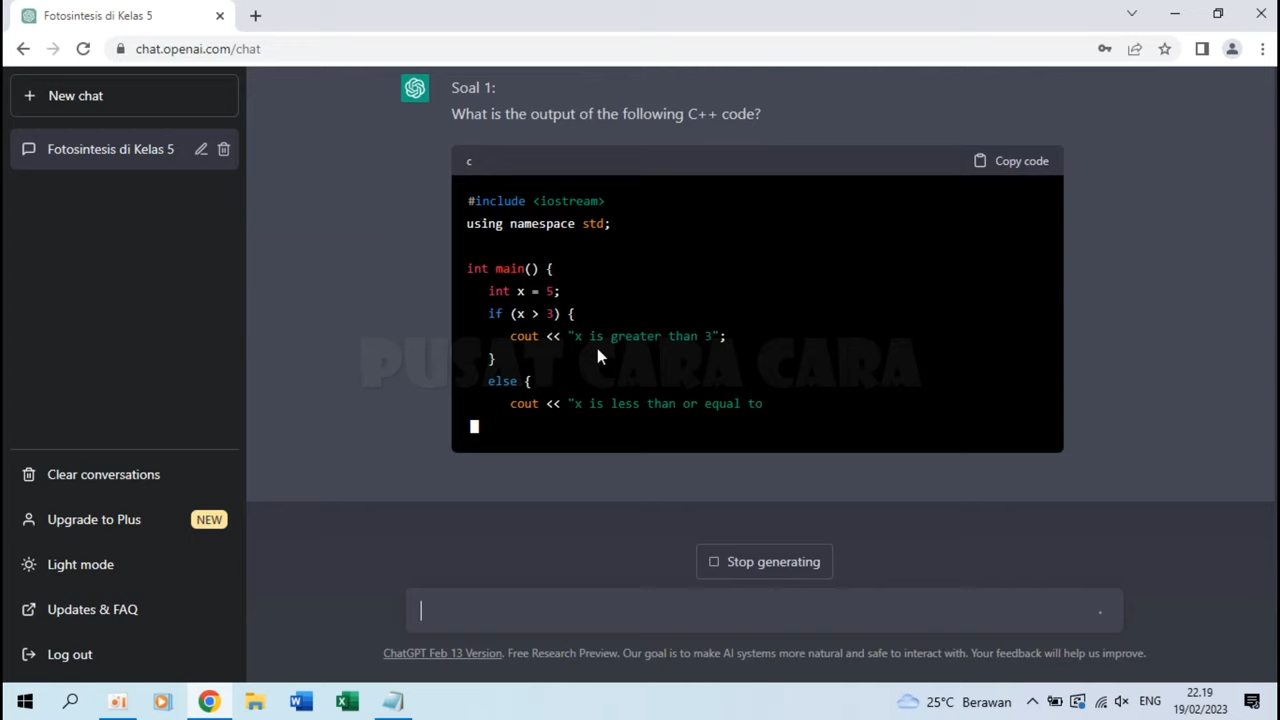 Fotosintesis di Kelas 5
chat.openai.com/chat
New chat
Fotosintesis di Kelas 5
Clear conversations
Upgrade to Plus NEW
Light mode
Updates & FAQ
Log out
Soal 1:
What is the output of the following C++ code?
c Copy code
#include <iostream>
using namespace std;
int main() {
int x = 5;
if (x > 3) {
cout << "x is greater than 3";
}
else {
cout << "x is less than or equal to
PUSAT CARA CARA
Stop generating
ChatGPT Feb 13 Version. Free Research Preview. Our goal is to make AI systems more natural and safe to interact with. Your feedback will help us improve.
25°C Berawan ENG 22.19
19/02/2023